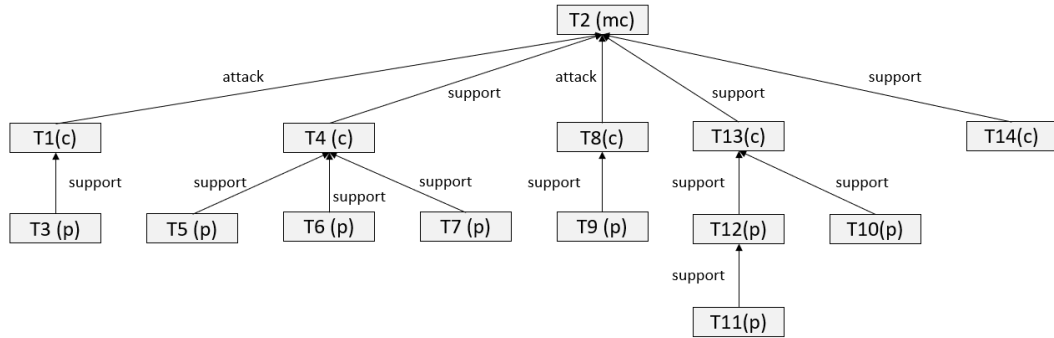 T2 (mc)
attack
support
attack
support
support
T1(c)
T4 (c)
T8(c)
T13(c)
T14(c)
support
support
support
support
support
support
support
T3 (p)
T5 (p)
T6 (p)
T7 (p)
T9 (p)
T12(p)
T10(p)
support
T11(p)